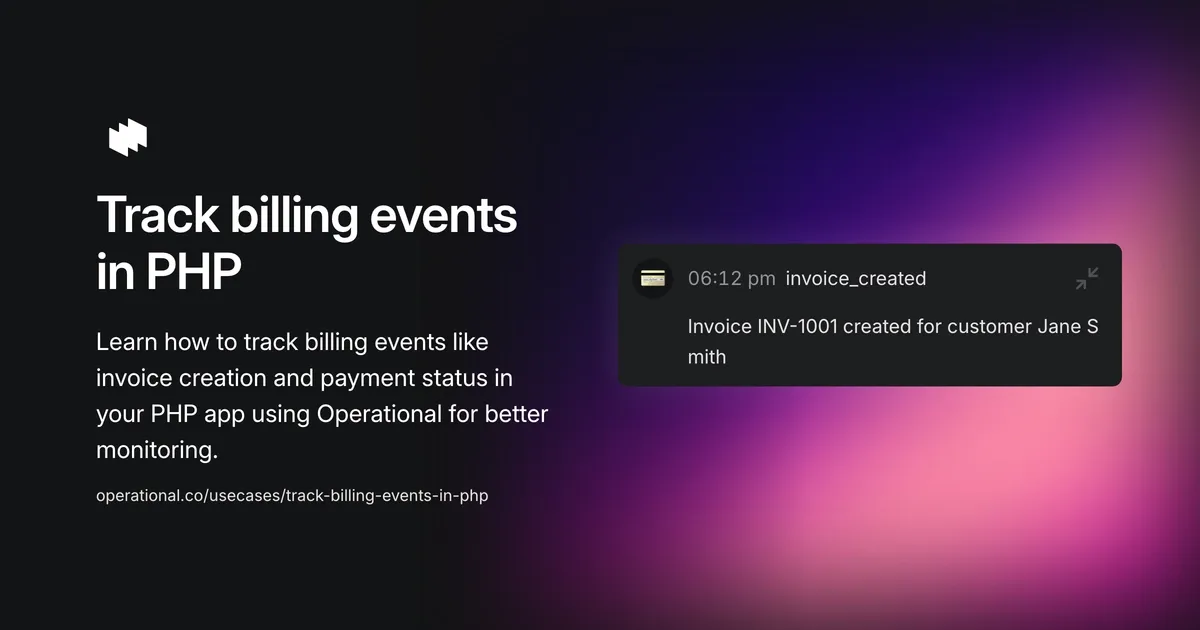 Track billing events
in PHP
Learn how to track billing events like
invoice creation and payment status in
your PHP app using Operational for better
monitoring.
operational.co/usecases/track-billing-events-in-php
06:12 pm invoice_created
Invoice INV-1001 created for customer Jane S
mith